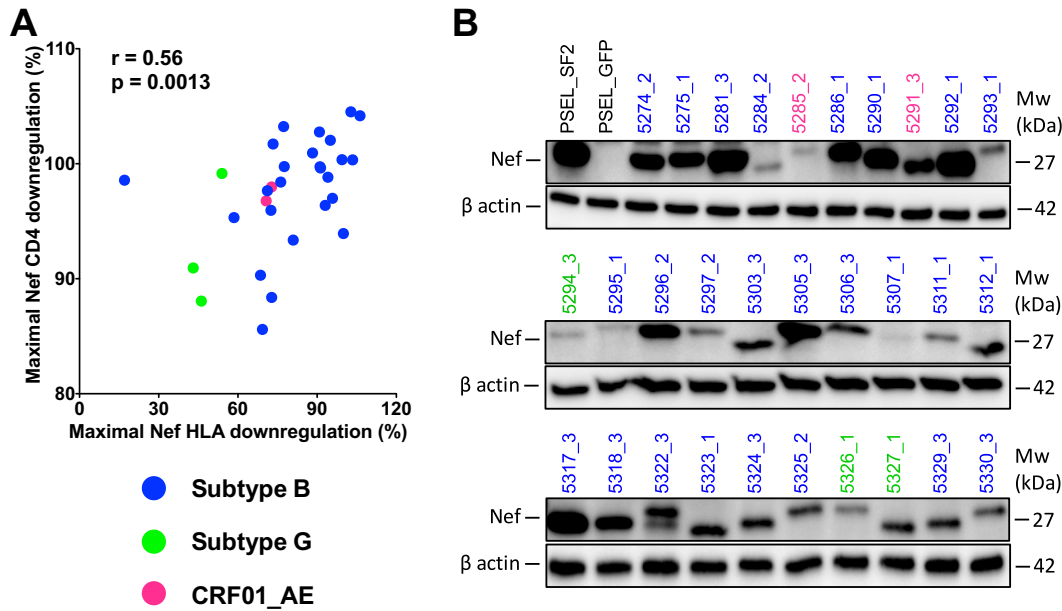 A
r = 0.56
p = 0.0013
Maximal Nef CD4 downregulation (%)
110
100
90
80
0
30
60
90
120
Maximal Nef HLA downregulation (%)
Subtype B
Subtype G
CRF01_AE
B
PSEL_SF2
PSEL_GFP
5274_2
5275_1
5281_3
5284_2
5285_2
5286_1
5290_1
5291_3
5292_1
5293_1
Mw
(kDa)
Nef
27
β actin
42
5294_3
5295_1
5296_2
5297_2
5303_3
5305_3
5306_3
5307_1
5311_1
5312_1
Mw
(kDa)
Nef
27
β actin
42
5317_3
5318_3
5322_3
5323_1
5324_3
5325_2
5326_1
5327_1
5329_3
5330_3
Mw
(kDa)
Nef
27
β actin
42